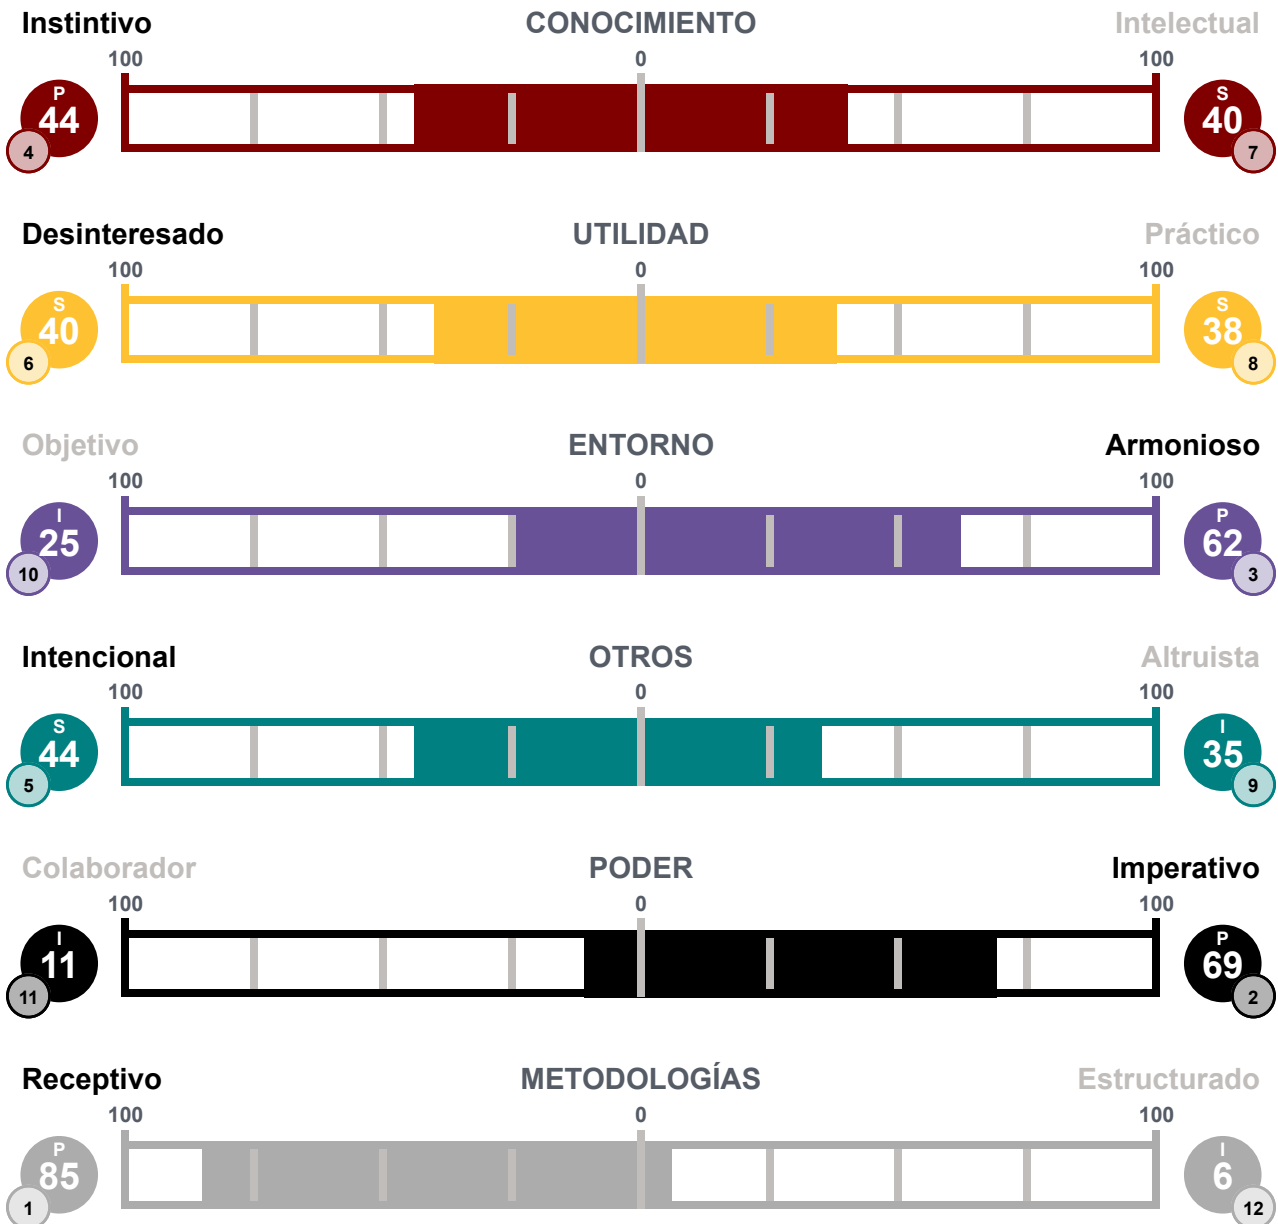 Instintivo CONOCIMIENTO Intelectual
100 0 100
P 44 4 S 40 7
Desinteresado UTILIDAD Práctico
100 0 100
S 40 6 S 38 8
Objetivo ENTORNO Armonioso
100 0 100
I 25 10 P 62 3
Intencional OTROS Altruista
100 0 100
S 44 5 I 35 9
Colaborador PODER Imperativo
100 0 100
I 11 11 P 69 2
Receptivo METODOLOGÍAS Estructurado
100 0 100
P 85 1 I 6 12